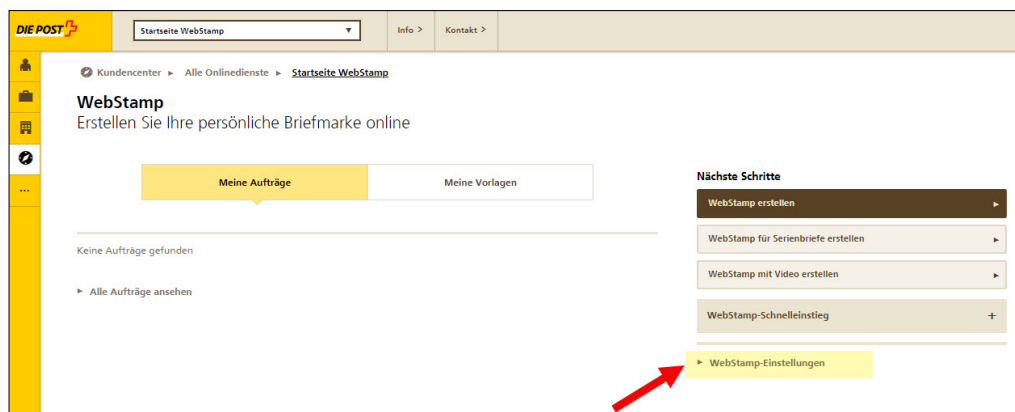 DIE POST
Startseite WebStamp
Info >
Kontakt >
Kundencenter ► Alle Onlinedienste ► Startseite WebStamp
WebStamp
Erstellen Sie Ihre persönliche Briefmarke online
Meine Aufträge
Meine Vorlagen
Keine Aufträge gefunden
► Alle Aufträge ansehen
Nächste Schritte
WebStamp erstellen
WebStamp für Serienbriefe erstellen
WebStamp mit Video erstellen
WebStamp-Schnelleinstieg +
► WebStamp-Einstellungen